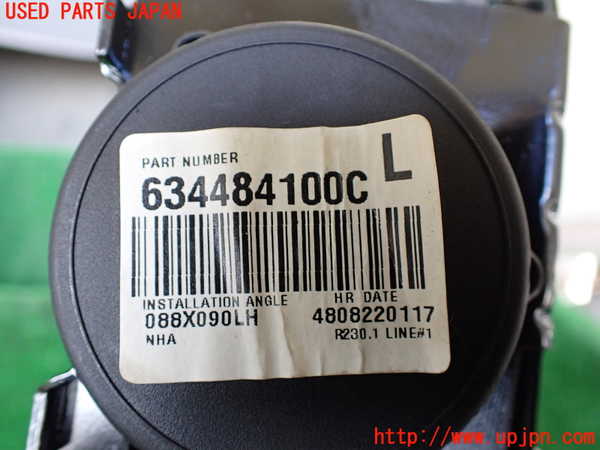 USED PARTS JAPAN
PART NUMBER
L
634484100C
INSTALLATION ANGLE HR DATE
088X090LH 4808220117
NHA R230.1 LINE#1
http://www.upjpn.com